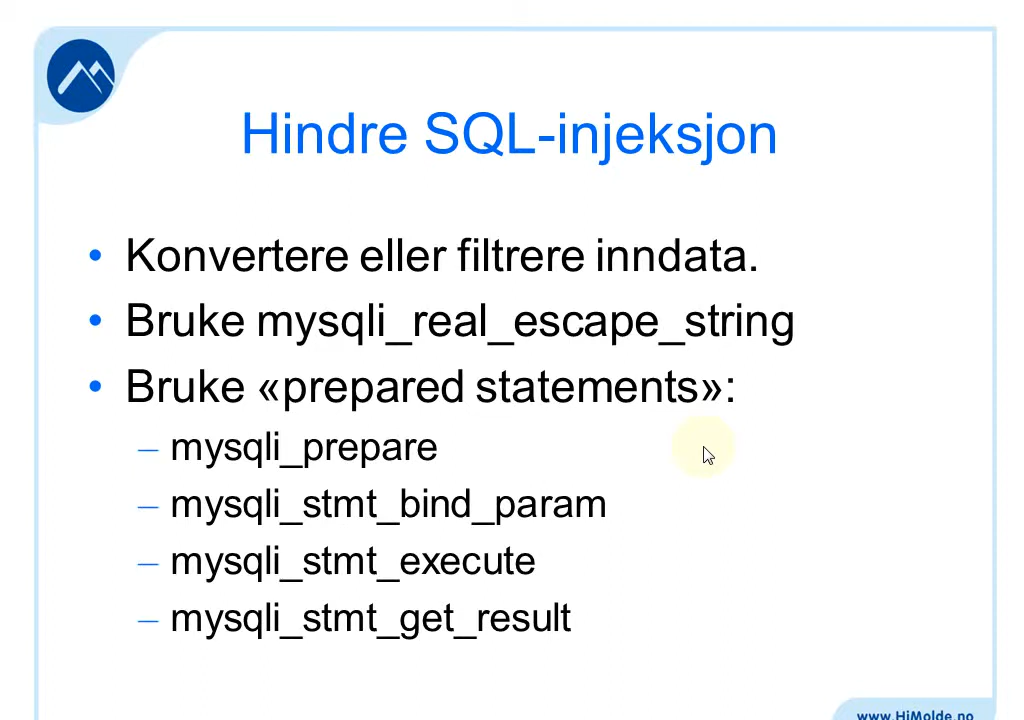 Hindre SQL-injeksjon
• Konvertere eller filtrere inndata.
• Bruke mysqli_real_escape_string
• Bruke «prepared statements»:
– mysqli_prepare
– mysqli_stmt_bind_param
– mysqli_stmt_execute
– mysqli_stmt_get_result
www.HiMolde.no